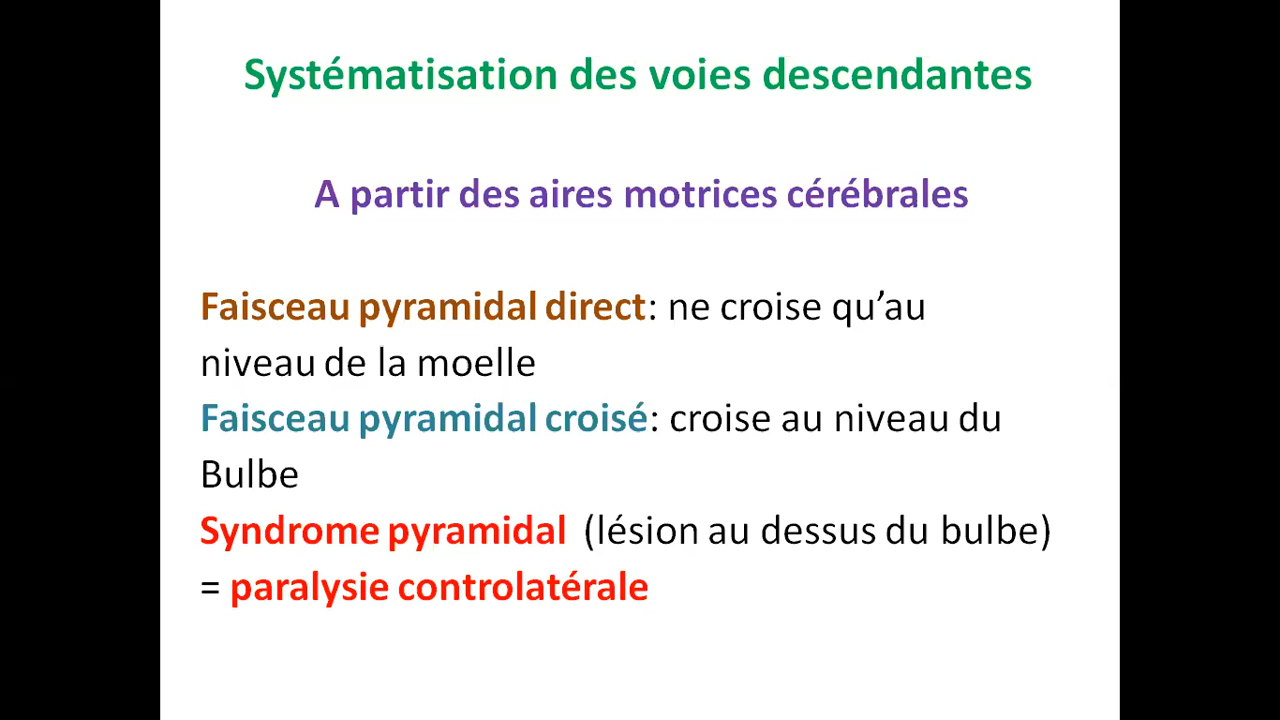 Systématisation des voies descendantes
A partir des aires motrices cérébrales
Faisceau pyramidal direct: ne croise qu’au
niveau de la moelle
Faisceau pyramidal croisé: croise au niveau du
Bulbe
Syndrome pyramidal (lésion au dessus du bulbe)
= paralysie controlatérale